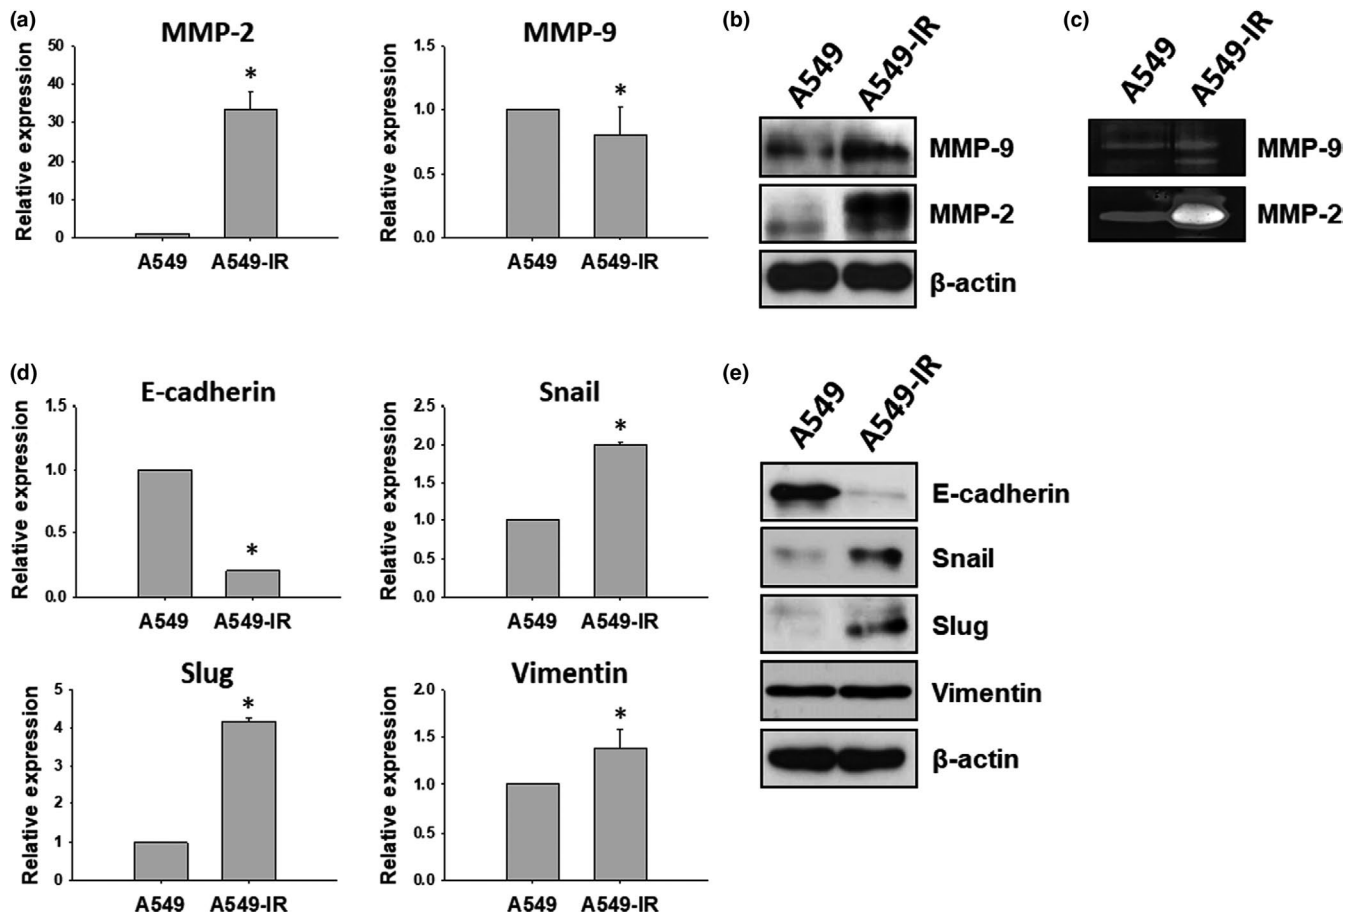 (a)
MMP-2
Relative expression
50
40
30
20
10
0
*
A549
A549-IR
MMP-9
Relative expression
1.5
1.0
0.5
0.0
*
A549
A549-IR
(b)
A549
A549-IR
MMP-9
MMP-2
β-actin
(c)
A549
A549-IR
MMP-9
MMP-2
(d)
E-cadherin
Relative expression
1.5
1.0
0.5
0.0
*
A549
A549-IR
Snail
Relative expression
2.5
2.0
1.5
1.0
0.5
0.0
*
A549
A549-IR
Slug
Relative expression
5
4
3
2
1
0
*
A549
A549-IR
Vimentin
Relative expression
2.0
1.5
1.0
0.5
0.0
*
A549
A549-IR
(e)
A549
A549-IR
E-cadherin
Snail
Slug
Vimentin
β-actin